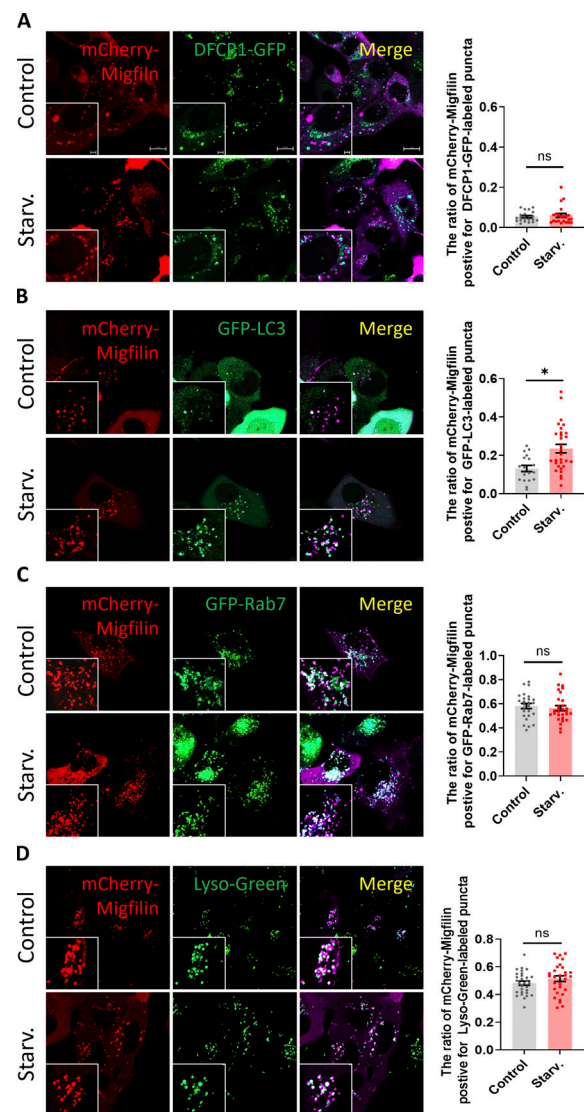 A
mCherry-
Migfiln
DFCP1-GFP
Merge
Control
Starv.
The ratio of mCherry-Migfilin
postive for DFCP1-GFP-labeled puncta
0.6
0.4
0.2
0.0
ns
Control
Starv.
B
mCherry-
Migfilin
GFP-LC3
Merge
Control
Starv.
The ratio of mCherry-Migfilin
postive for GFP-LC3-labeled puncta
0.6
0.4
0.2
0.0
*
Control
Starv.
C
mCherry-
Migfilin
GFP-Rab7
Merge
Control
Starv.
The ratio of mCherry-Migfilin
postive for GFP-Rab7-labeled puncta
1.0
0.8
0.6
0.4
0.2
0.0
ns
Control
Starv.
D
mCherry-
Migfilin
Lyso-Green
Merge
Control
Starv.
The ratio of mCherry-Migfilin
postive for Lyso-Green-labeled puncta
0.8
0.6
0.4
0.2
0.0
ns
Control
Starv.